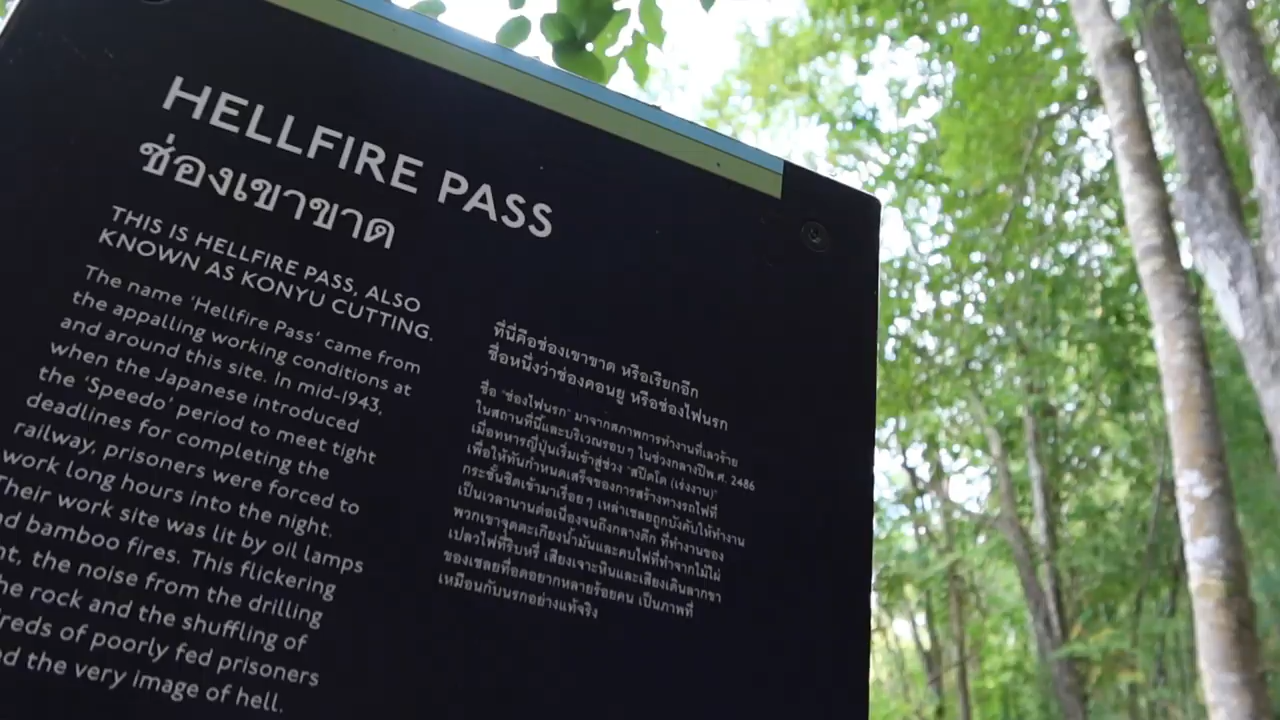 HELLFIRE PASS
ช่องเขาขาด
THIS IS HELLFIRE PASS, ALSO
KNOWN AS KONYU CUTTING.
The name ‘Hellfire Pass’ came from
the appalling working conditions at
and around this site. In mid-1943,
when the Japanese introduced
the ‘Speedo’ period to meet tight
deadlines for completing the
railway, prisoners were forced to
work long hours into the night.
Their work site was lit by oil lamps
bamboo fires. This flickering
the noise from the drilling
rock and the shuffling of
of poorly fed prisoners
the very image of hell.
ที่นี่คือช่องเขาขาด หรือเรียกอีก
ชื่อหนึ่งว่าช่องคอนยู หรือช่องไฟนรก
ชื่อ "ช่องไฟนรก" มาจากสภาพการทำงานที่เลวร้าย
ในสถานที่นี้และบริเวณรอบๆ ในช่วงกลางปีพ.ศ. 2486
เมื่อทหารญี่ปุ่นเริ่มเข้าสู่ช่วง "สปีดโด (เร่งงาน)"
เพื่อให้ทันกำหนดเสร็จของการสร้างทางรถไฟที่
กระชั้นชิดเข้ามาเรื่อยๆ เหล่าเชลยถูกบังคับให้ทำงาน
เป็นเวลานานต่อเนื่องจนถึงกลางดึก ที่ทำงานของ
พวกเขาจุดตะเกียงน้ำมันและคบไฟที่ทำจากไม้ไผ่
เปลวไฟที่ริบหรี่ เสียงเจาะหินและเสียงเดินลากขา
ของเชลยที่อดอยากหลายร้อยคน เป็นภาพที่
เหมือนกับนรกอย่างแท้จริง